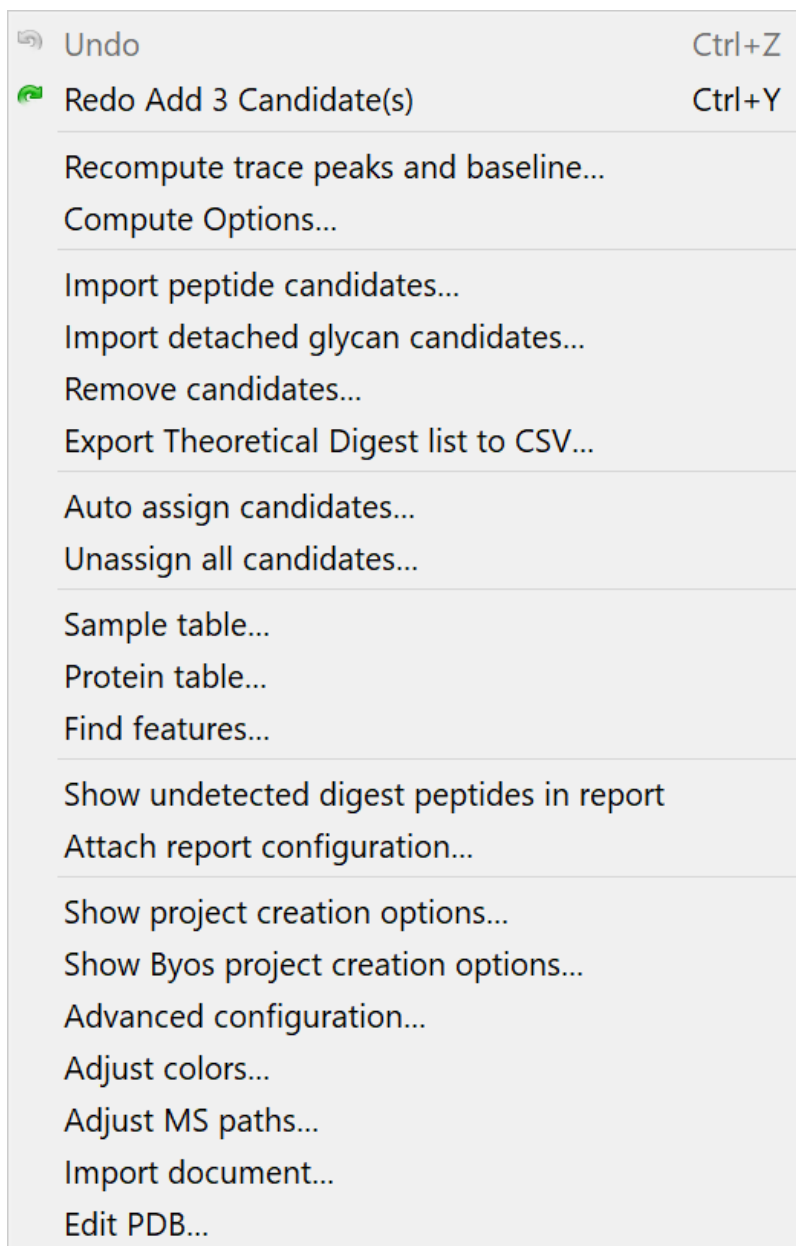 Undo Ctrl+Z
Redo Add 3 Candidate(s) Ctrl+Y
Recompute trace peaks and baseline...
Compute Options...
Import peptide candidates...
Import detached glycan candidates...
Remove candidates...
Export Theoretical Digest list to CSV...
Auto assign candidates...
Unassign all candidates...
Sample table...
Protein table...
Find features...
Show undetected digest peptides in report
Attach report configuration...
Show project creation options...
Show Byos project creation options...
Advanced configuration...
Adjust colors...
Adjust MS paths...
Import document...
Edit PDB...